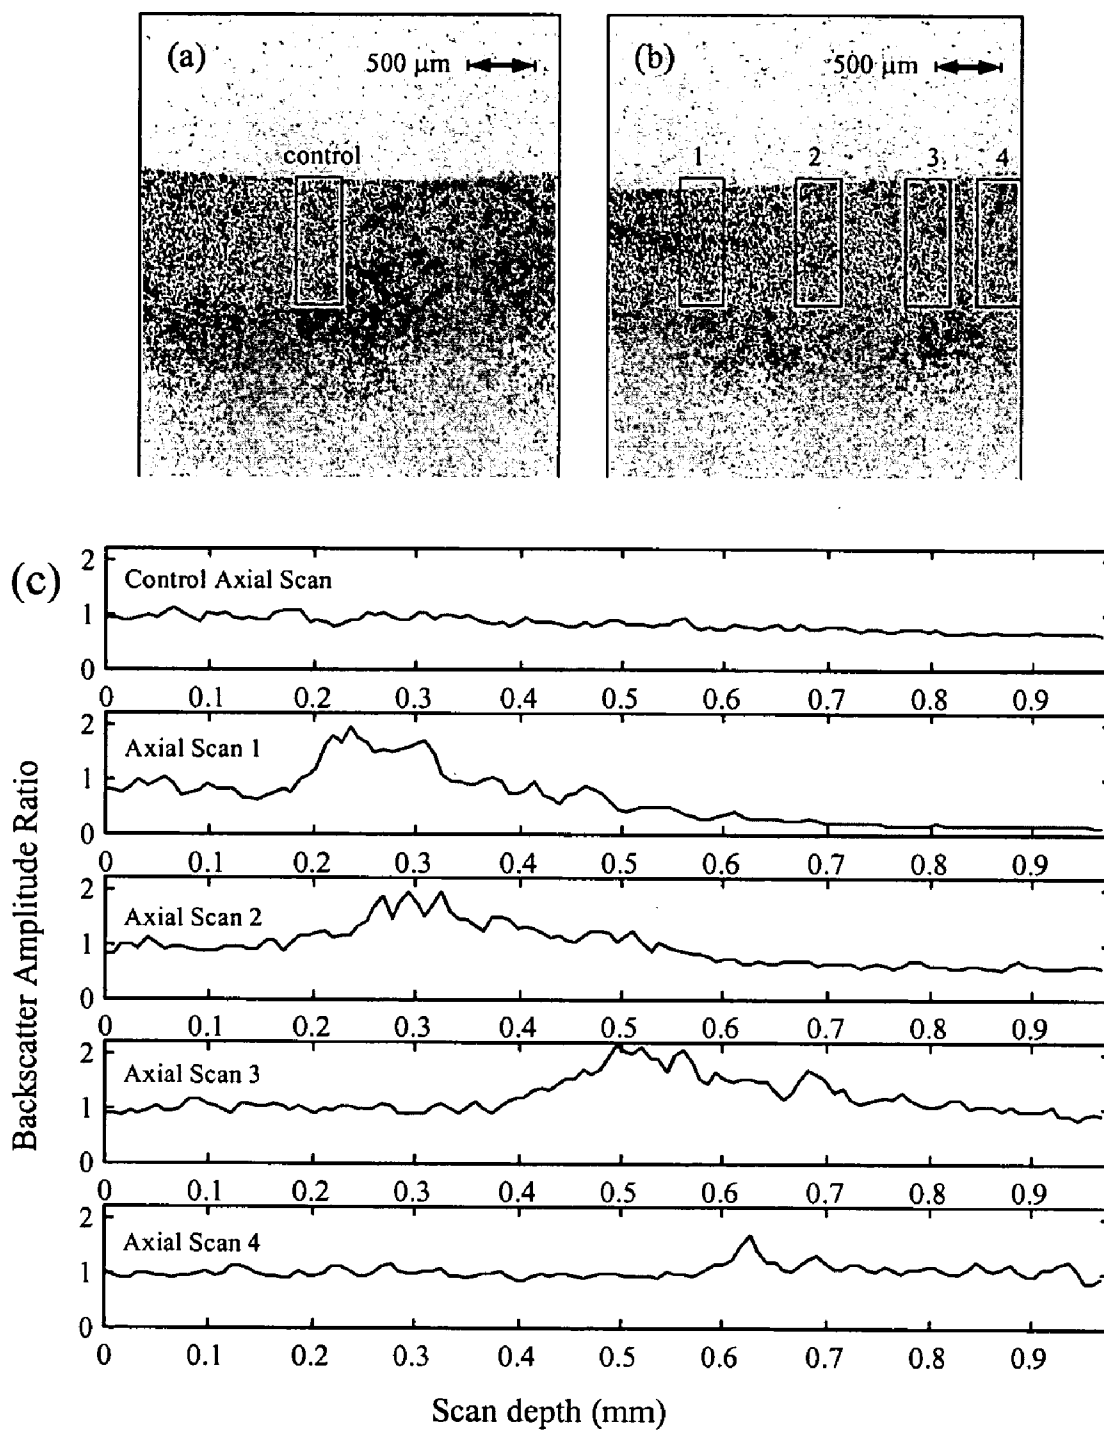 (a) 500 µm
control
(b) 500 µm
1 2 3 4
(c)
Backscatter Amplitude Ratio
2
Control Axial Scan
1
0
0 0.1 0.2 0.3 0.4 0.5 0.6 0.7 0.8 0.9
2
Axial Scan 1
1
0
0 0.1 0.2 0.3 0.4 0.5 0.6 0.7 0.8 0.9
2
Axial Scan 2
1
0
0 0.1 0.2 0.3 0.4 0.5 0.6 0.7 0.8 0.9
2
Axial Scan 3
1
0
0 0.1 0.2 0.3 0.4 0.5 0.6 0.7 0.8 0.9
2
Axial Scan 4
1
0
0 0.1 0.2 0.3 0.4 0.5 0.6 0.7 0.8 0.9
Scan depth (mm)